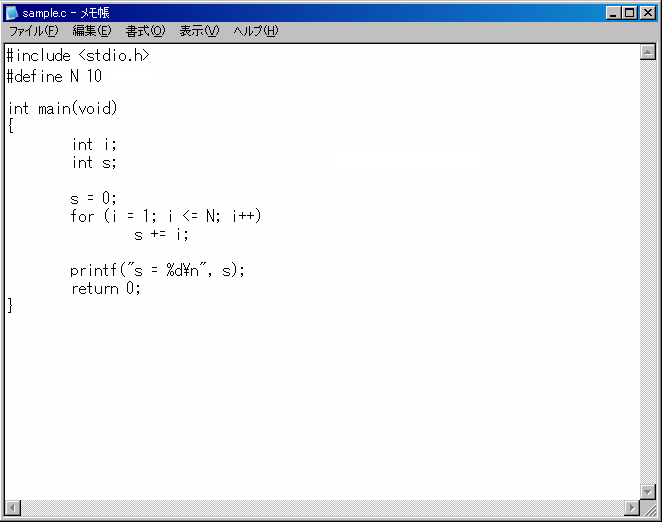 sample.c - メモ帳
ファイル(F) 編集(E) 書式(O) 表示(V) ヘルプ(H)
#include <stdio.h>
#define N 10
int main(void)
{
        int i;
        int s;
        s = 0;
        for (i = 1; i <= N; i++)
                s += i;
        printf("s = %d¥n", s);
        return 0;
}